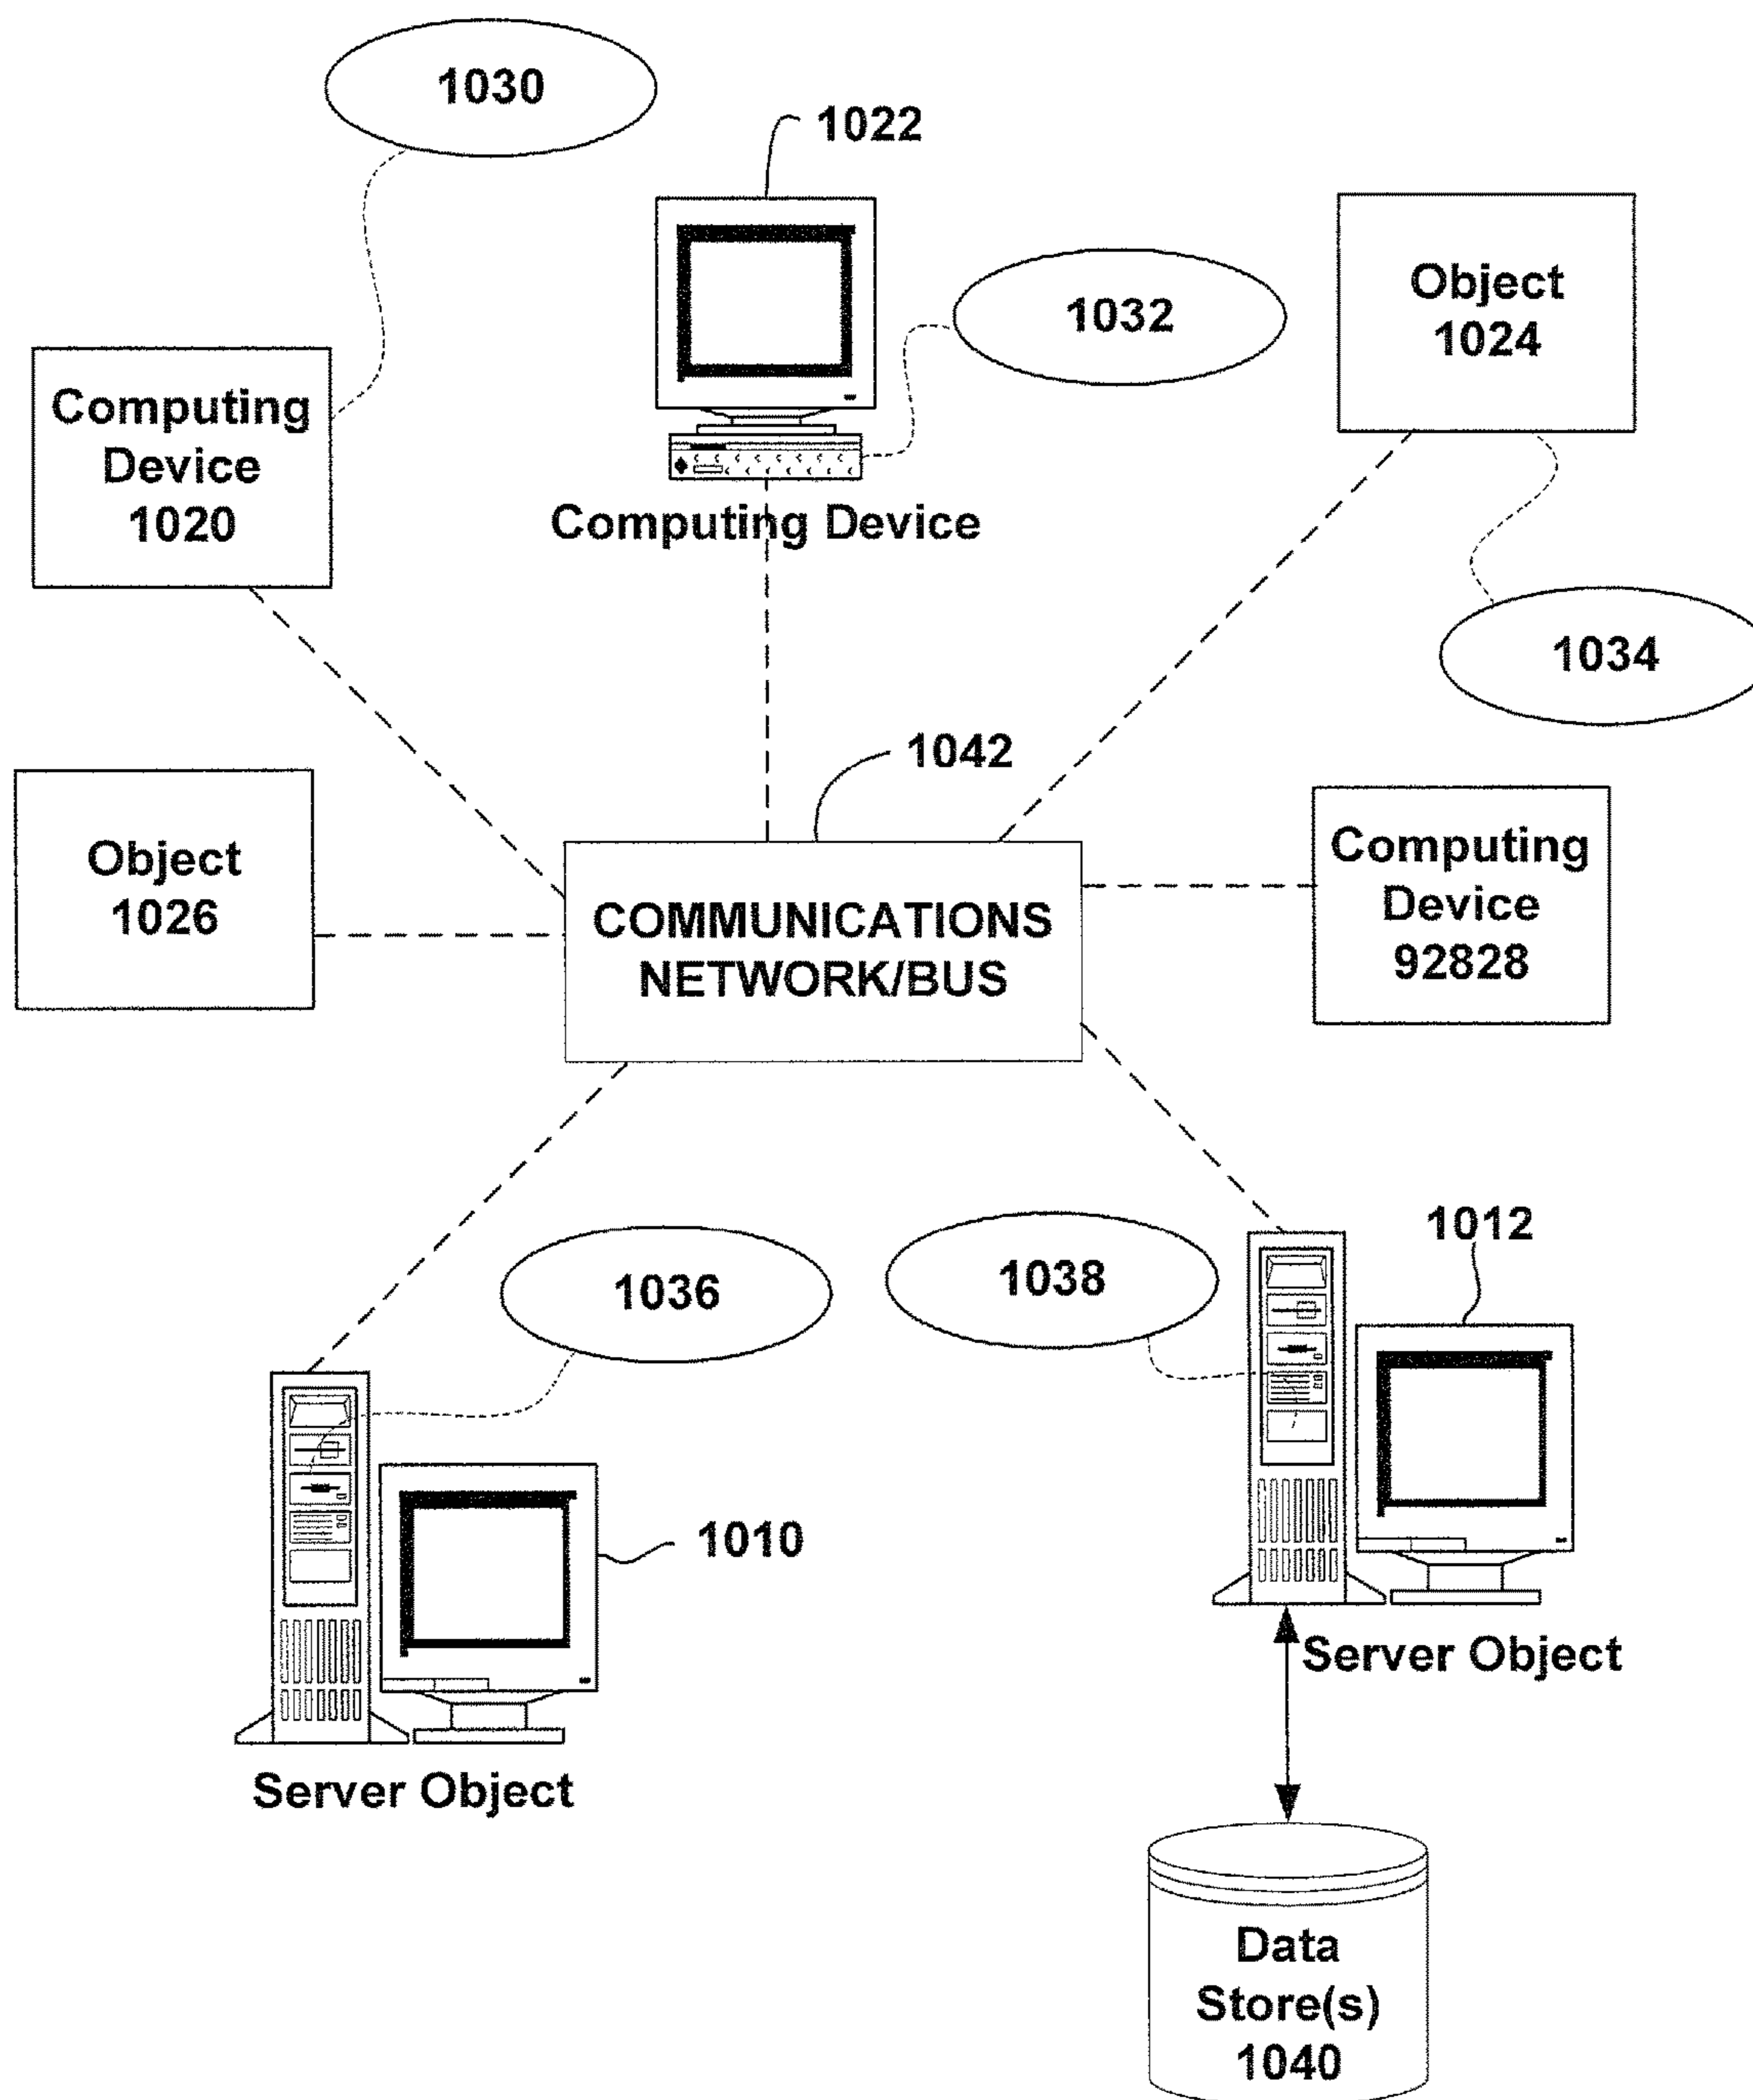 1030
1022
1032
Object
1024
Computing
Device
1020
Computing Device
1034
1042
Object
1026
COMMUNICATIONS
NETWORK/BUS
Computing
Device
92828
1036
1038
1012
1010
Server Object
Server Object
Data
Store(s)
1040